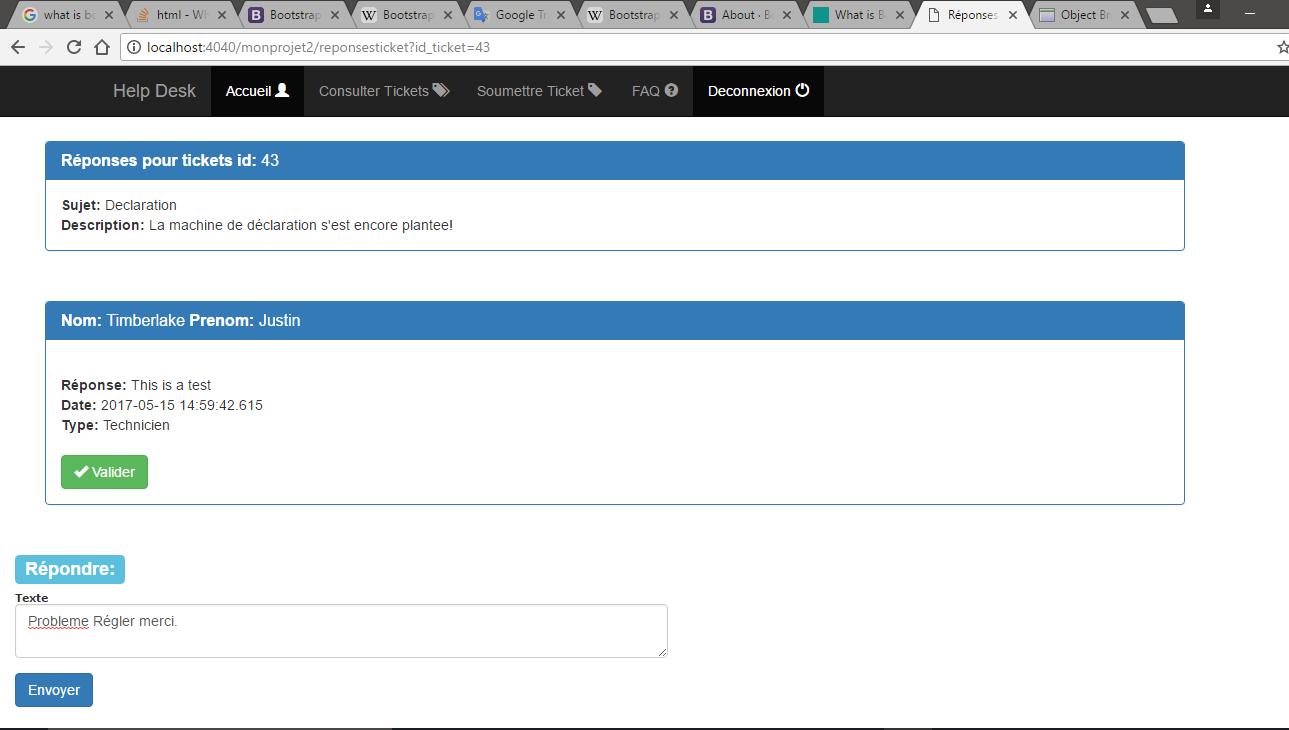 what is bo
html - Wh
Bootstrap
Bootstrap
Google Tr
Bootstrap
About · Bo
What is B
Réponses
Object Br
localhost:4040/monprojet2/reponsesticket?id_ticket=43
Help Desk Accueil Consulter Tickets Soumettre Ticket FAQ Deconnexion
Réponses pour tickets id: 43
Sujet: Declaration
Description: La machine de déclaration s'est encore plantee!
Nom: Timberlake Prenom: Justin
Réponse: This is a test
Date: 2017-05-15 14:59:42.615
Type: Technicien
Valider
Répondre:
Texte
Probleme Régler merci.
Envoyer